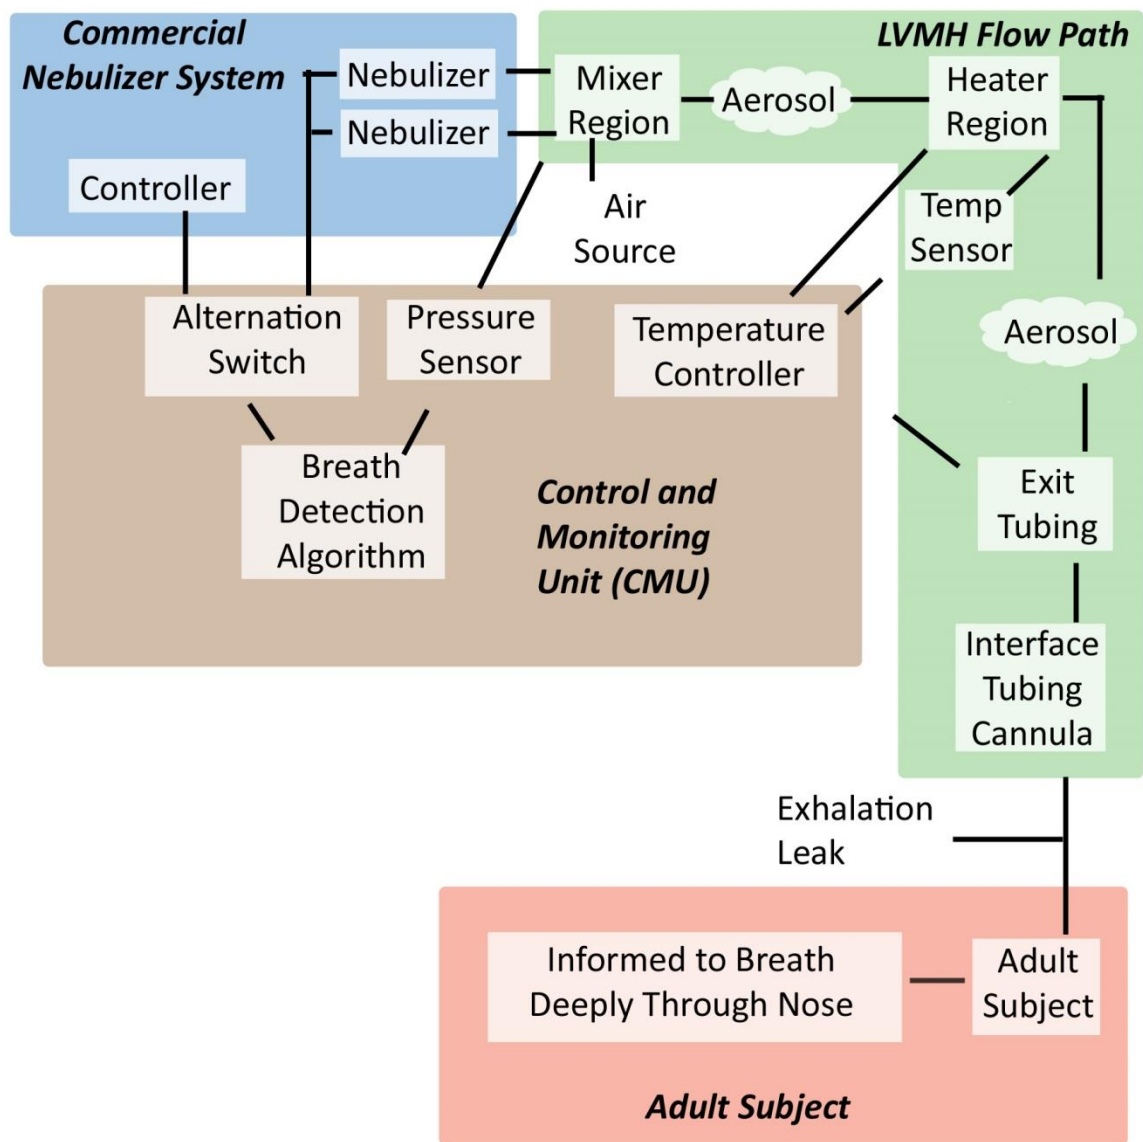 Commercial
Nebulizer System
Nebulizer
Nebulizer
Controller
LVMH Flow Path
Mixer
Region
Aerosol
Heater
Region
Air
Source
Temp
Sensor
Aerosol
Alternation
Switch
Pressure
Sensor
Temperature
Controller
Breath
Detection
Algorithm
Control and
Monitoring
Unit (CMU)
Exit
Tubing
Interface
Tubing
Cannula
Exhalation
Leak
Informed to Breath
Deeply Through Nose
Adult
Subject
Adult Subject